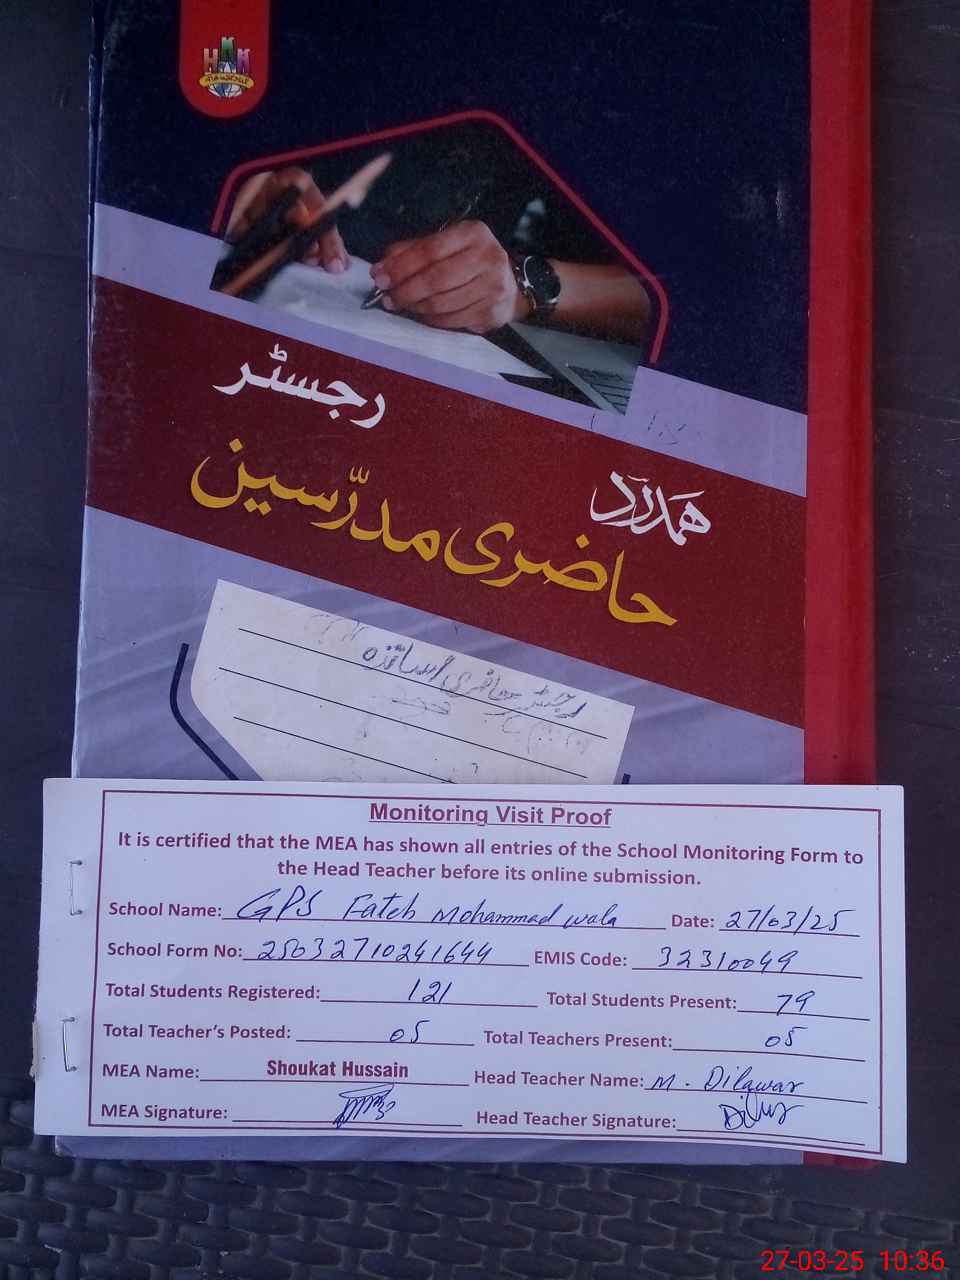 HKK
رجسٹر
ہمدرد
حاضری مدرّسین
رجسٹر حاضری اساتذہ
Monitoring Visit Proof
It is certified that the MEA has shown all entries of the School Monitoring Form to
the Head Teacher before its online submission.
School Name: GPS Fateh Mohammad wala Date: 27/03/25
School Form No: 25032710241644 EMIS Code: 32310049
Total Students Registered: 121 Total Students Present: 79
Total Teacher's Posted: 05 Total Teachers Present: 05
MEA Name: Shoukat Hussain Head Teacher Name: M. Dilawar
MEA Signature: Head Teacher Signature:
27-03-25 10:36